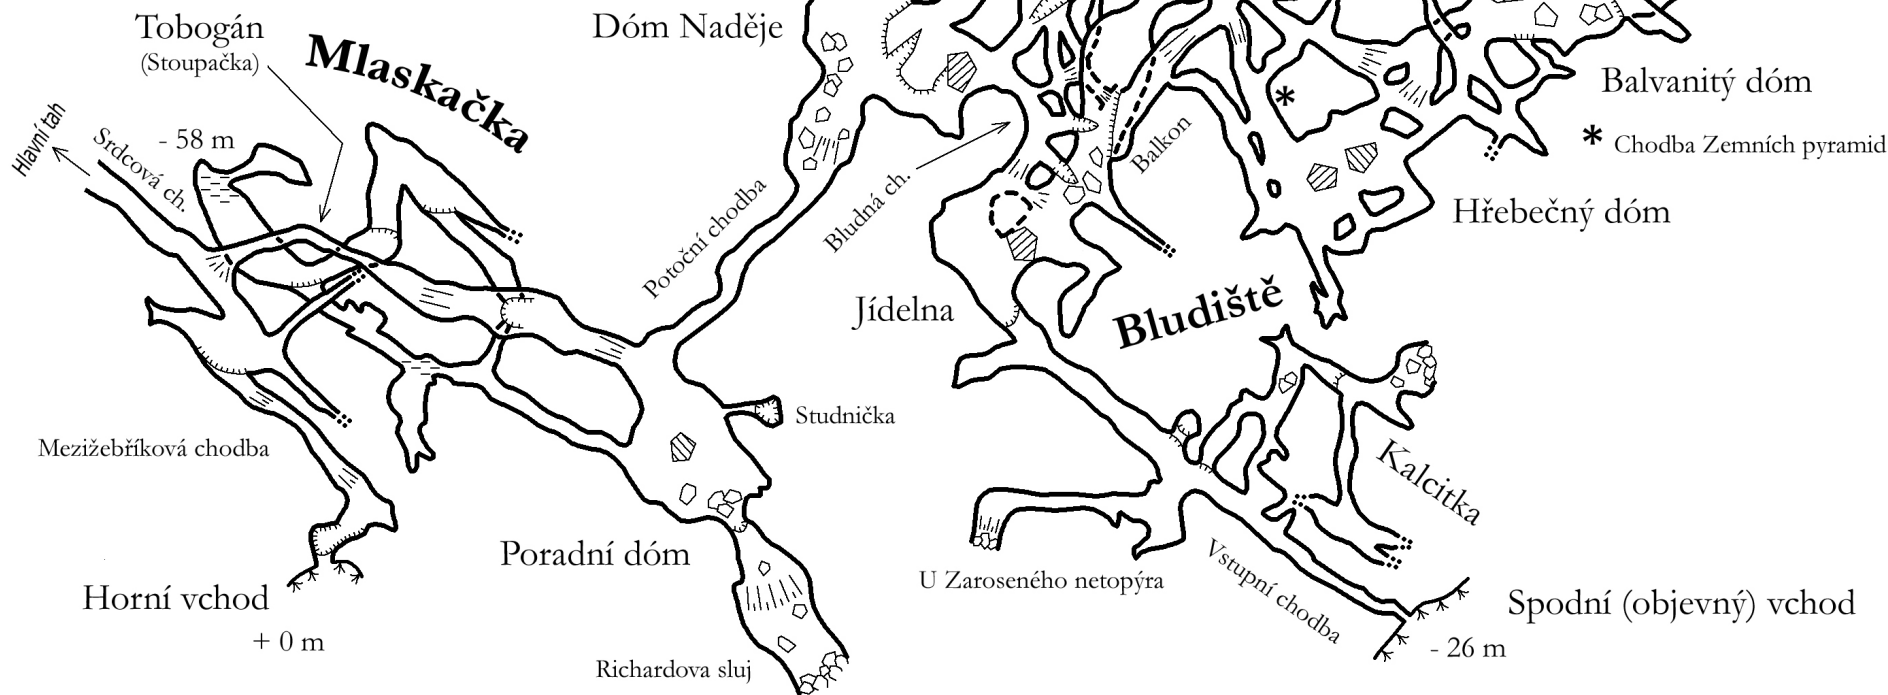 Tobogán
(Stoupačka)
Mlaskačka
Dóm Naděje
Balvanitý dóm
* Chodba Zemních pyramid
*
Hlavní tah
Srdcová ch.
- 58 m
Potoční chodba
Bludná ch.
Balkon
Hřebečný dóm
Jídelna
Bludiště
Studnička
Mezižebříková chodba
Kalcitka
Poradní dóm
U Zaroseného netopýra
Vstupní chodba
Horní vchod
+ 0 m
Spodní (objevný) vchod
- 26 m
Richardova sluj